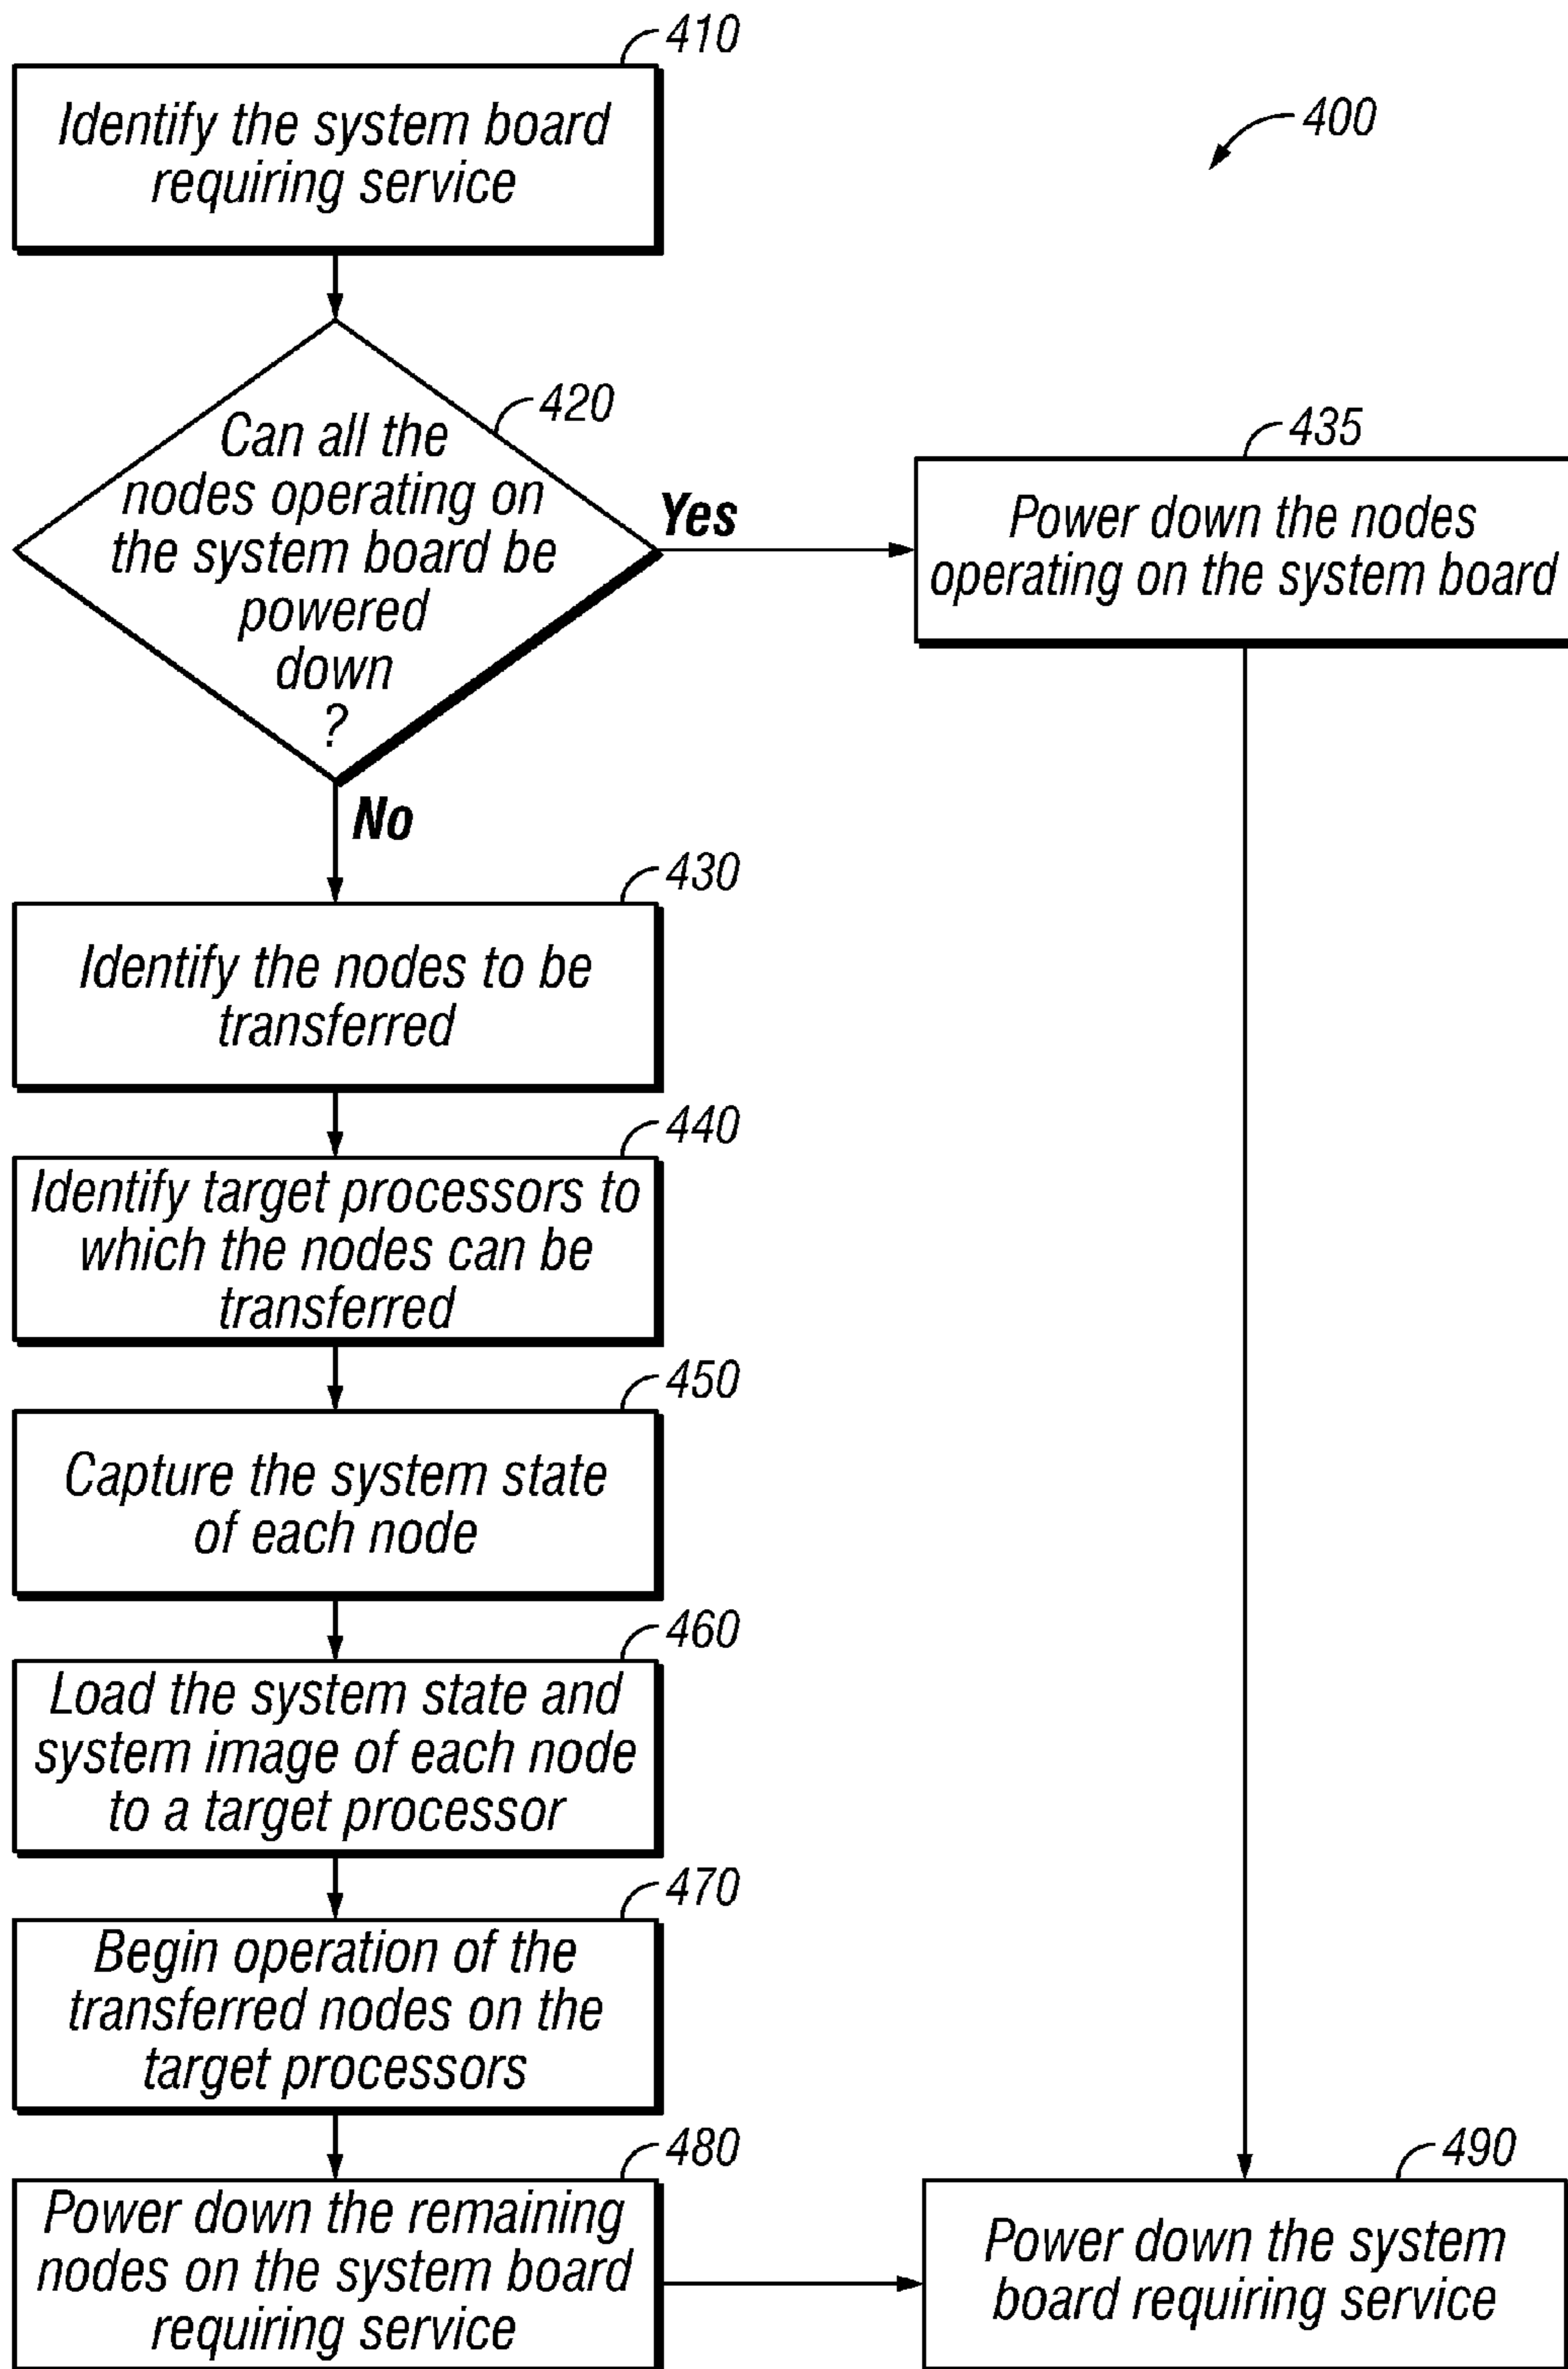 410
Identify the system board
requiring service
400
420
Can all the
nodes operating on
the system board be
powered
down
?
Yes
435
Power down the nodes
operating on the system board
No
430
Identify the nodes to be
transferred
440
Identify target processors to
which the nodes can be
transferred
450
Capture the system state
of each node
460
Load the system state and
system image of each node
to a target processor
470
Begin operation of the
transferred nodes on the
target processors
480
Power down the remaining
nodes on the system board
requiring service
490
Power down the system
board requiring service